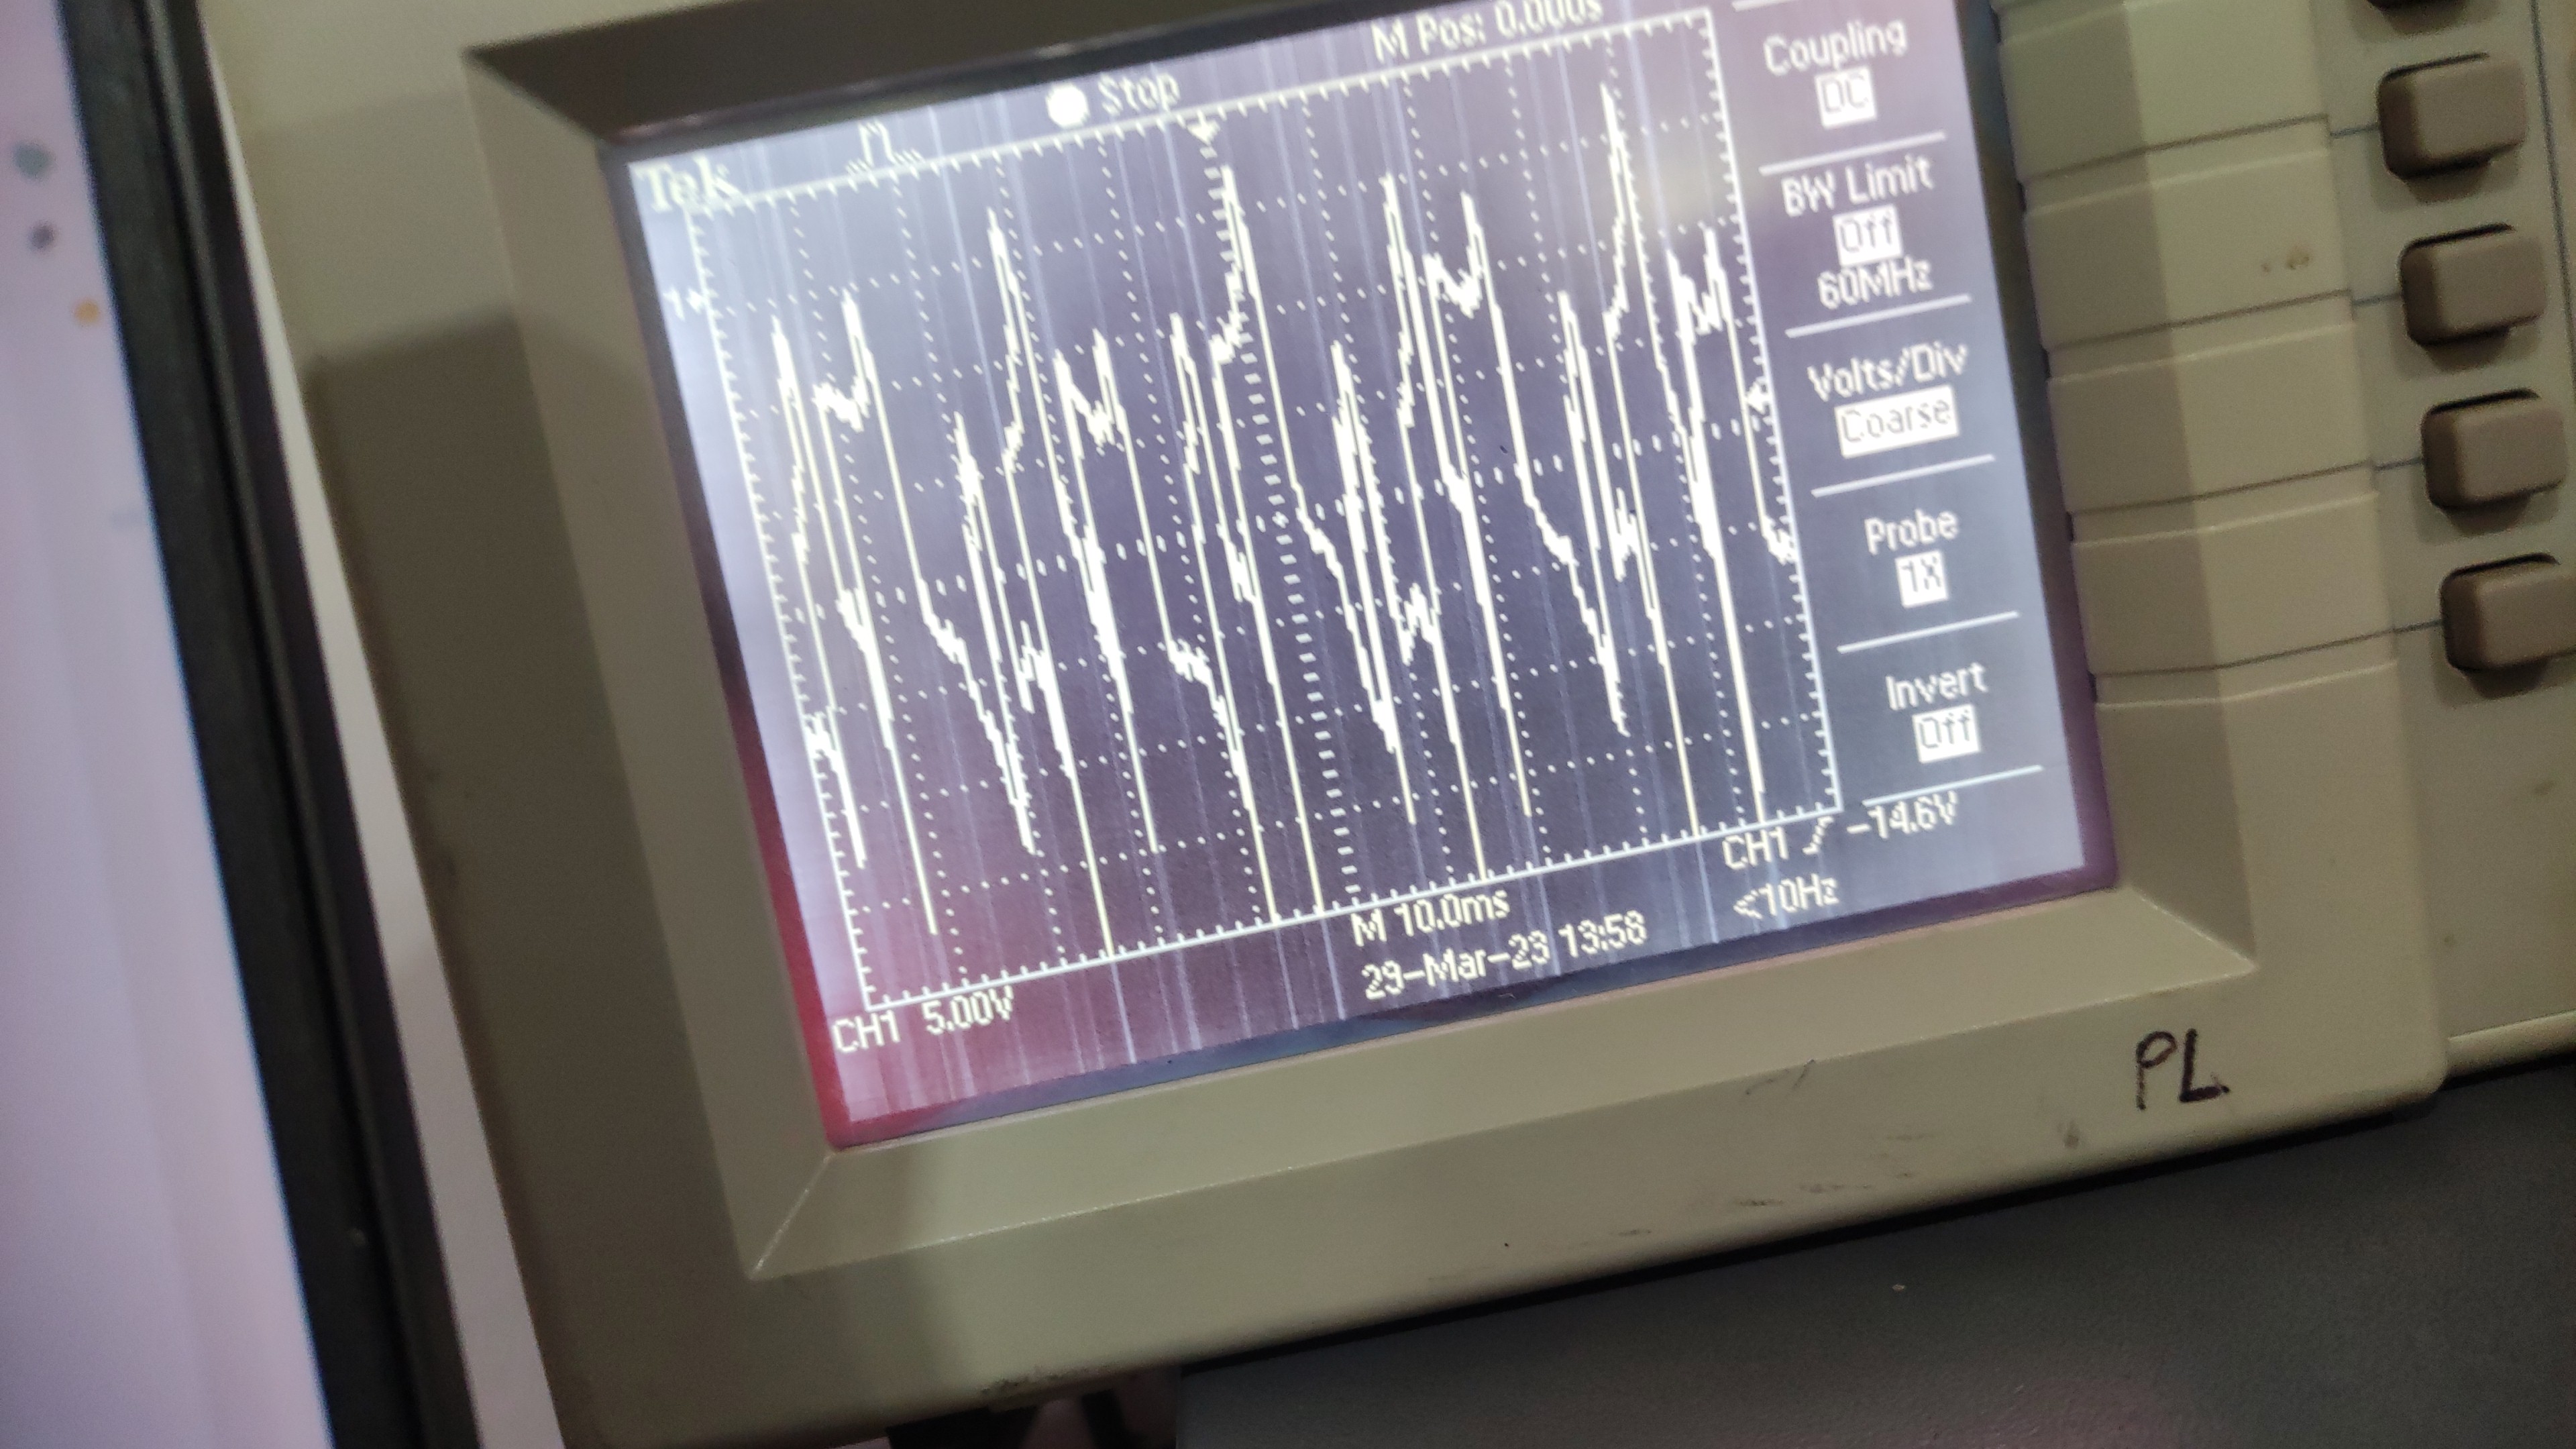 Tek
Stop
M Pos: 0.000s
Coupling
DC
BW Limit
Off
60MHz
Volts/Div
Coarse
Probe
1X
Invert
Off
1
CH1 5.00V
M 10.0ms
CH1
-14.6V
29-Mar-23 13:58
<10Hz
PL